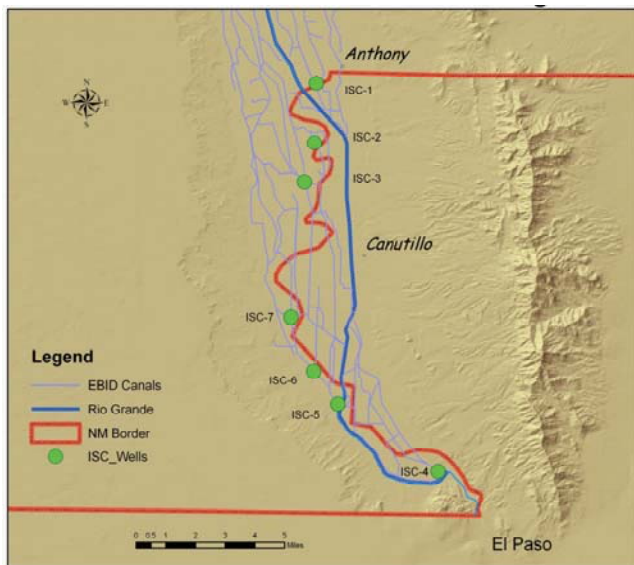 Anthony
N
W E
S
ISC-1
ISC-2
ISC-3
Canutillo
ISC-7
Legend
EBID Canals
Rio Grande
NM Border
ISC_Wells
ISC-6
ISC-5
ISC-4
0 0.5 1 2 3 4 5
Miles
El Paso